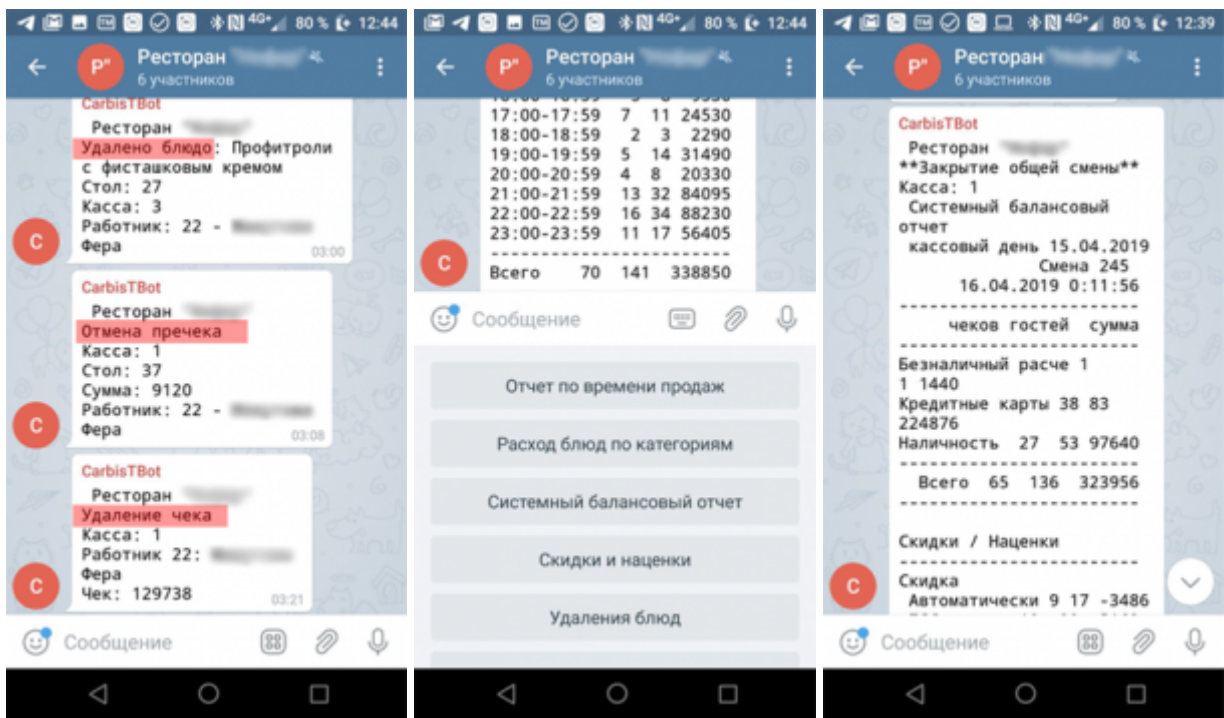 80 % 12:44
Ресторан
6 участников
CarbisTBot
Ресторан
Удалено блюдо: Профитроли
с фисташковым кремом
Стол: 27
Касса: 3
Работник: 22 -
Фера
03:00
C
CarbisTBot
Ресторан
Отмена пречека
Касса: 1
Стол: 37
Сумма: 9120
Работник: 22 -
Фера
03:08
C
CarbisTBot
Ресторан
Удаление чека
Касса: 1
Работник 22:
Фера
Чек: 129738
03:21
C
Сообщение
4G+ 80 % 12:44
P"
Ресторан
6 участников
17:00-17:59 7 11 24530
18:00-18:59 2 3 2290
19:00-19:59 5 14 31490
20:00-20:59 4 8 20330
21:00-21:59 13 32 84095
22:00-22:59 16 34 88230
23:00-23:59 11 17 56405
--------------------------
Всего 70 141 338850
C
Сообщение
Отчет по времени продаж
Расход блюд по категориям
Системный балансовый отчет
Скидки и наценки
Удаления блюд
4G+ 80 % 12:39
P"
Ресторан
6 участников
CarbisTBot
Ресторан
**Закрытие общей смены**
Касса: 1
Системный балансовый
отчет
кассовый день 15.04.2019
Смена 245
16.04.2019 0:11:56
--------------------------
чеков гостей сумма
--------------------------
Безналичный расче 1
1 1440
Кредитные карты 38 83
224876
Наличность 27 53 97640
--------------------------
Всего 65 136 323956
--------------------------
Скидки / Наценки
--------------------------
Скидка
Автоматически 9 17 -3486
C
Сообщение